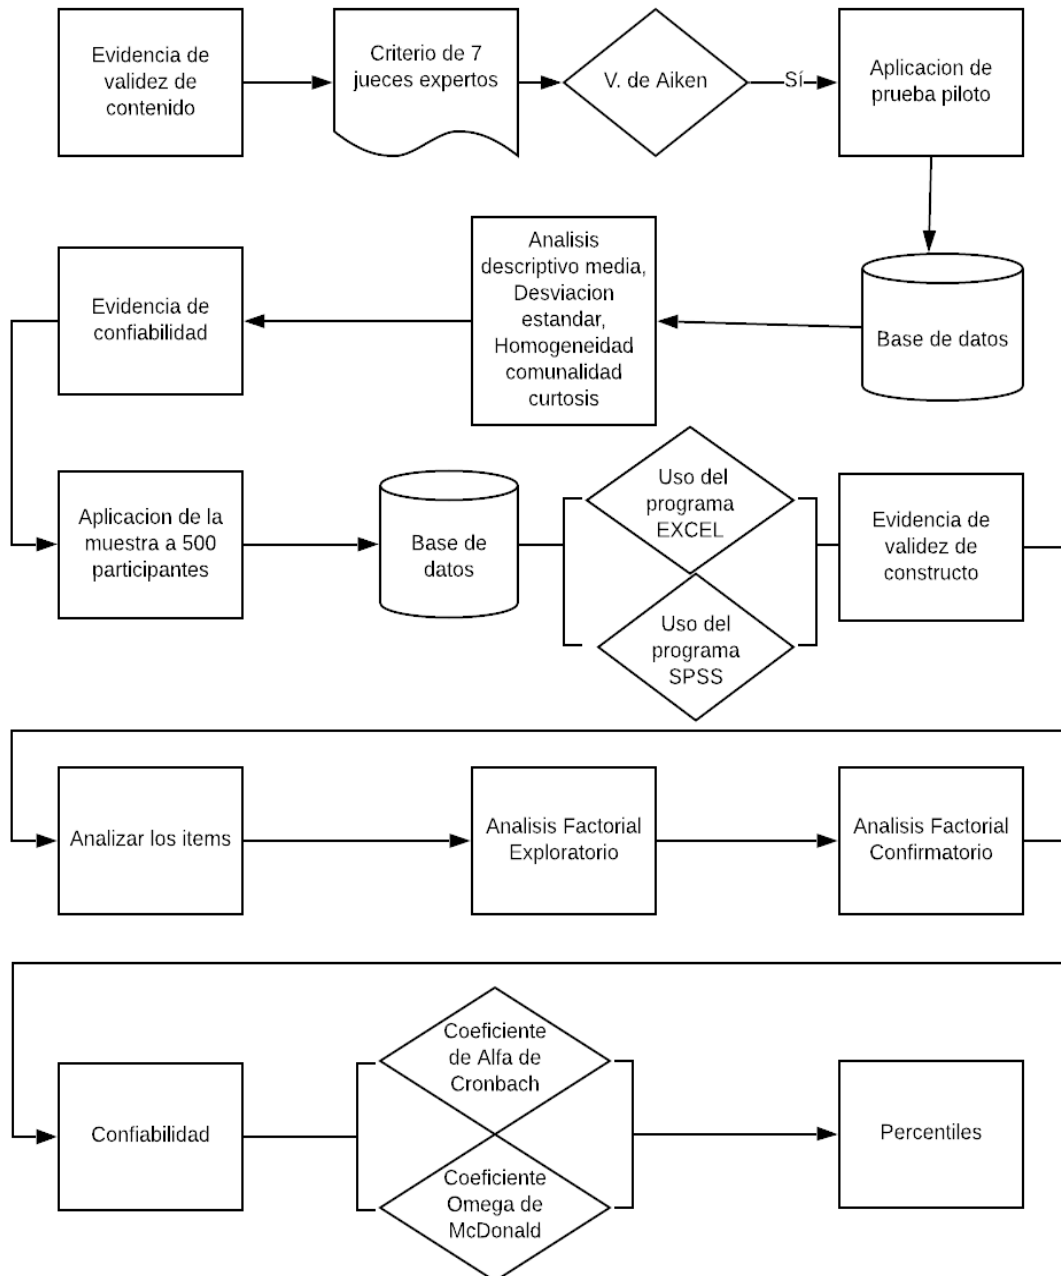 Evidencia de
validez de
contenido
Criterio de 7
jueces expertos
V. de Aiken
Sí
Aplicacion de
prueba piloto
Base de datos
Analisis
descriptivo media,
Desviacion
estandar,
Homogeneidad
comunalidad
curtosis
Evidencia de
confiabilidad
Aplicacion de la
muestra a 500
participantes
Base de
datos
Uso del
programa
EXCEL
Uso del
programa
SPSS
Evidencia de
validez de
constructo
Analizar los items
Analisis Factorial
Exploratorio
Analisis Factorial
Confirmatorio
Confiabilidad
Coeficiente
de Alfa de
Cronbach
Coeficiente
Omega de
McDonald
Percentiles